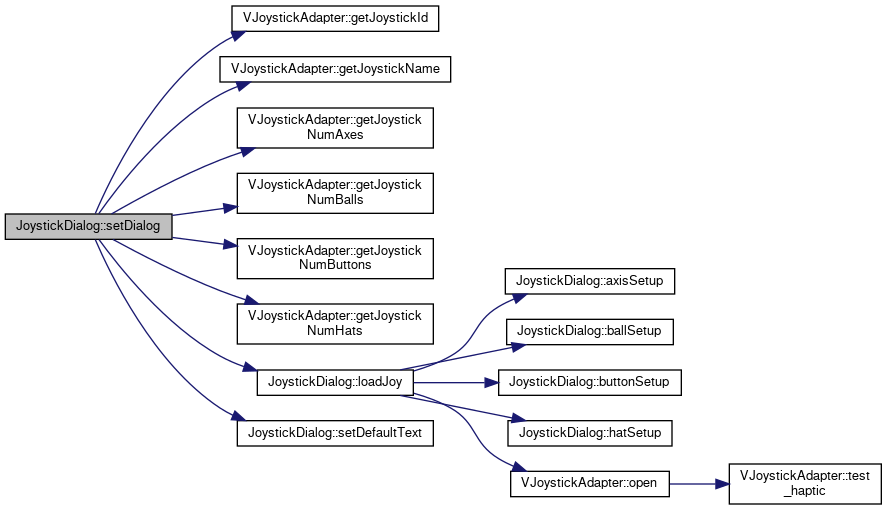 VJoystickAdapter::getJoystickId
VJoystickAdapter::getJoystickName
VJoystickAdapter::getJoystick
NumAxes
VJoystickAdapter::getJoystick
NumBalls
JoystickDialog::setDialog
VJoystickAdapter::getJoystick
NumButtons
VJoystickAdapter::getJoystick
NumHats
JoystickDialog::loadJoy
JoystickDialog::setDefaultText
JoystickDialog::axisSetup
JoystickDialog::ballSetup
JoystickDialog::buttonSetup
JoystickDialog::hatSetup
VJoystickAdapter::open
VJoystickAdapter::test
_haptic